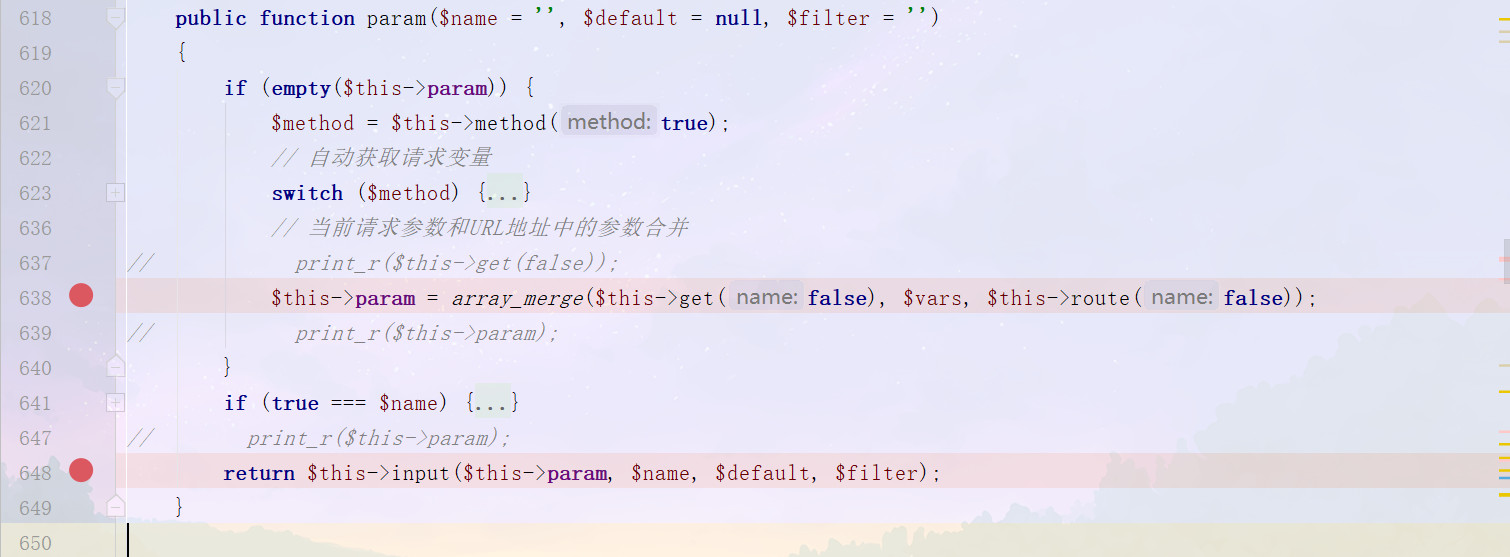 618 public function param($name = '', $default = null, $filter = '')
619 {
620 if (empty($this->param)) {
621 $method = $this->method( method: true);
622 // 自动获取请求变量
623 switch ($method) {...}
636 // 当前请求参数和URL地址中的参数合并
637 // print_r($this->get(false));
638 $this->param = array_merge($this->get( name: false), $vars, $this->route( name: false));
639 // print_r($this->param);
640 }
641 if (true === $name) {...}
647 // print_r($this->param);
648 return $this->input($this->param, $name, $default, $filter);
649 }
650